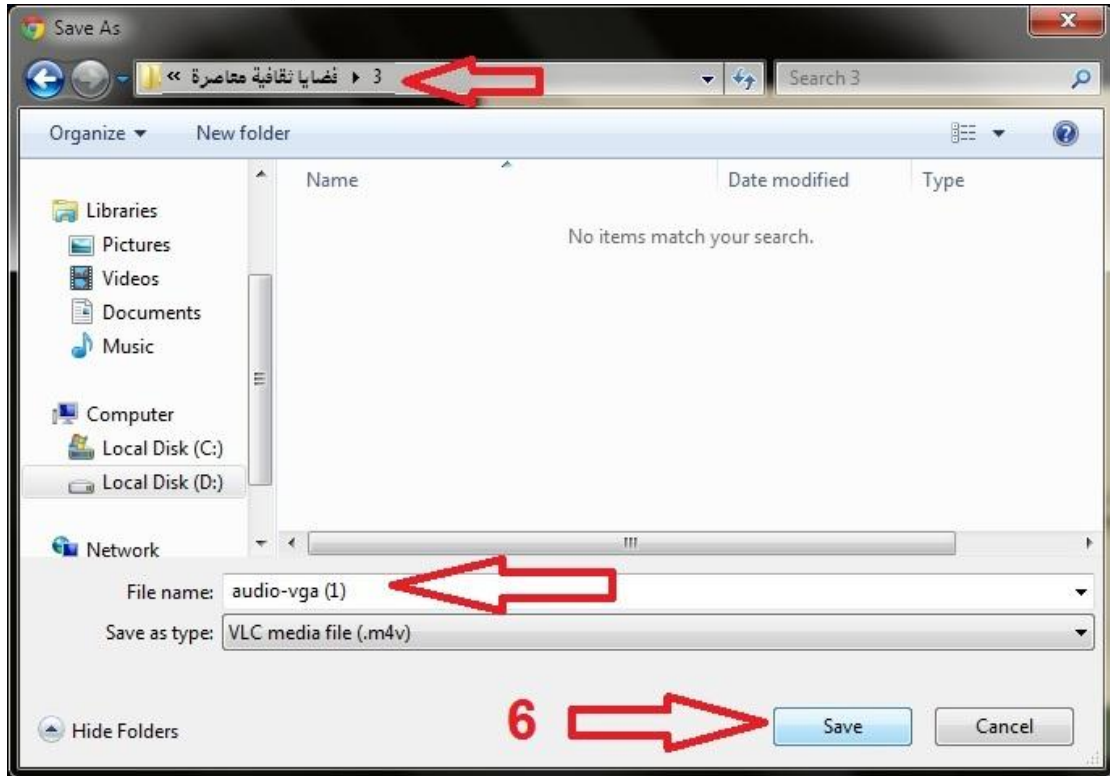 Save As
« قضايا ثقافية معاصرة ▸ 3
Search 3
Organize
New folder
Name
Date modified
Type
No items match your search.
Libraries
Pictures
Videos
Documents
Music
Computer
Local Disk (C:)
Local Disk (D:)
Network
File name: audio-vga (1)
Save as type: VLC media file (.m4v)
Hide Folders
6
Save
Cancel